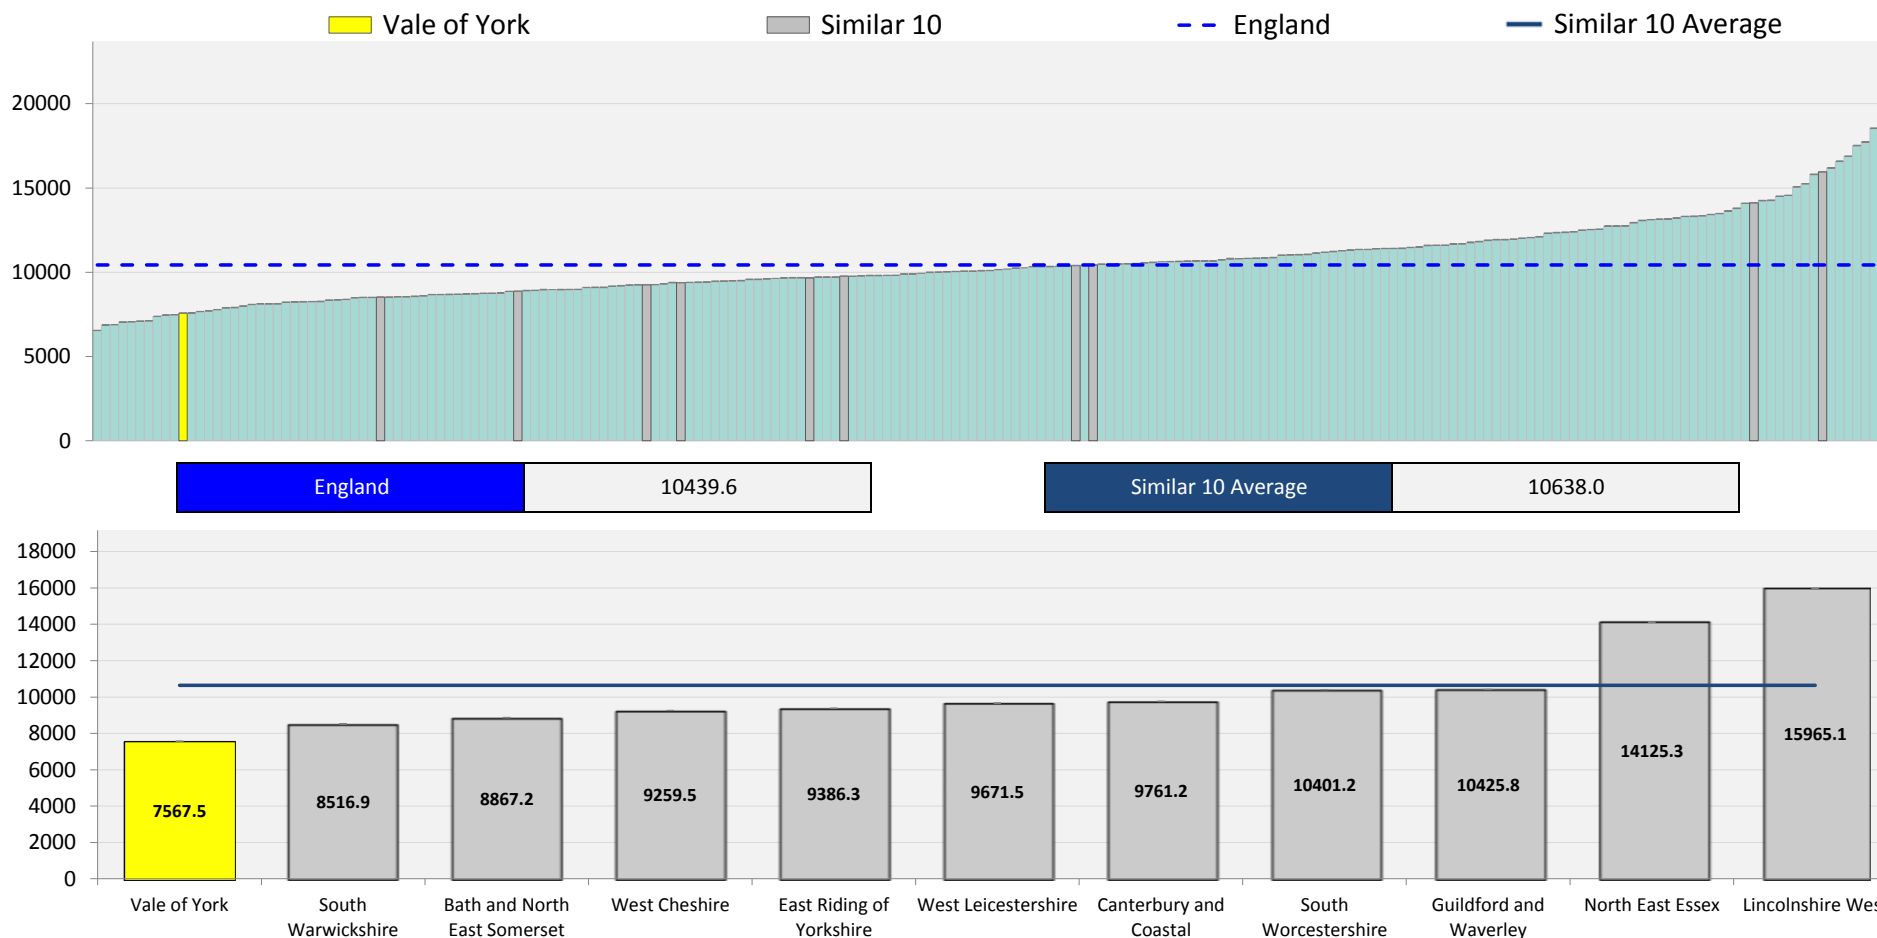 Vale of York
Similar 10
England
Similar 10 Average
20000
15000
10000
5000
0
England 10439.6
Similar 10 Average 10638.0
18000
16000
14000
12000
10000
8000
6000
4000
2000
0
7567.5
8516.9
8867.2
9259.5
9386.3
9671.5
9761.2
10401.2
10425.8
14125.3
15965.1
Vale of York
South
Warwickshire
Bath and North
East Somerset
West Cheshire
East Riding of
Yorkshire
West Leicestershire
Canterbury and
Coastal
South
Worcestershire
Guildford and
Waverley
North East Essex
Lincolnshire Wes